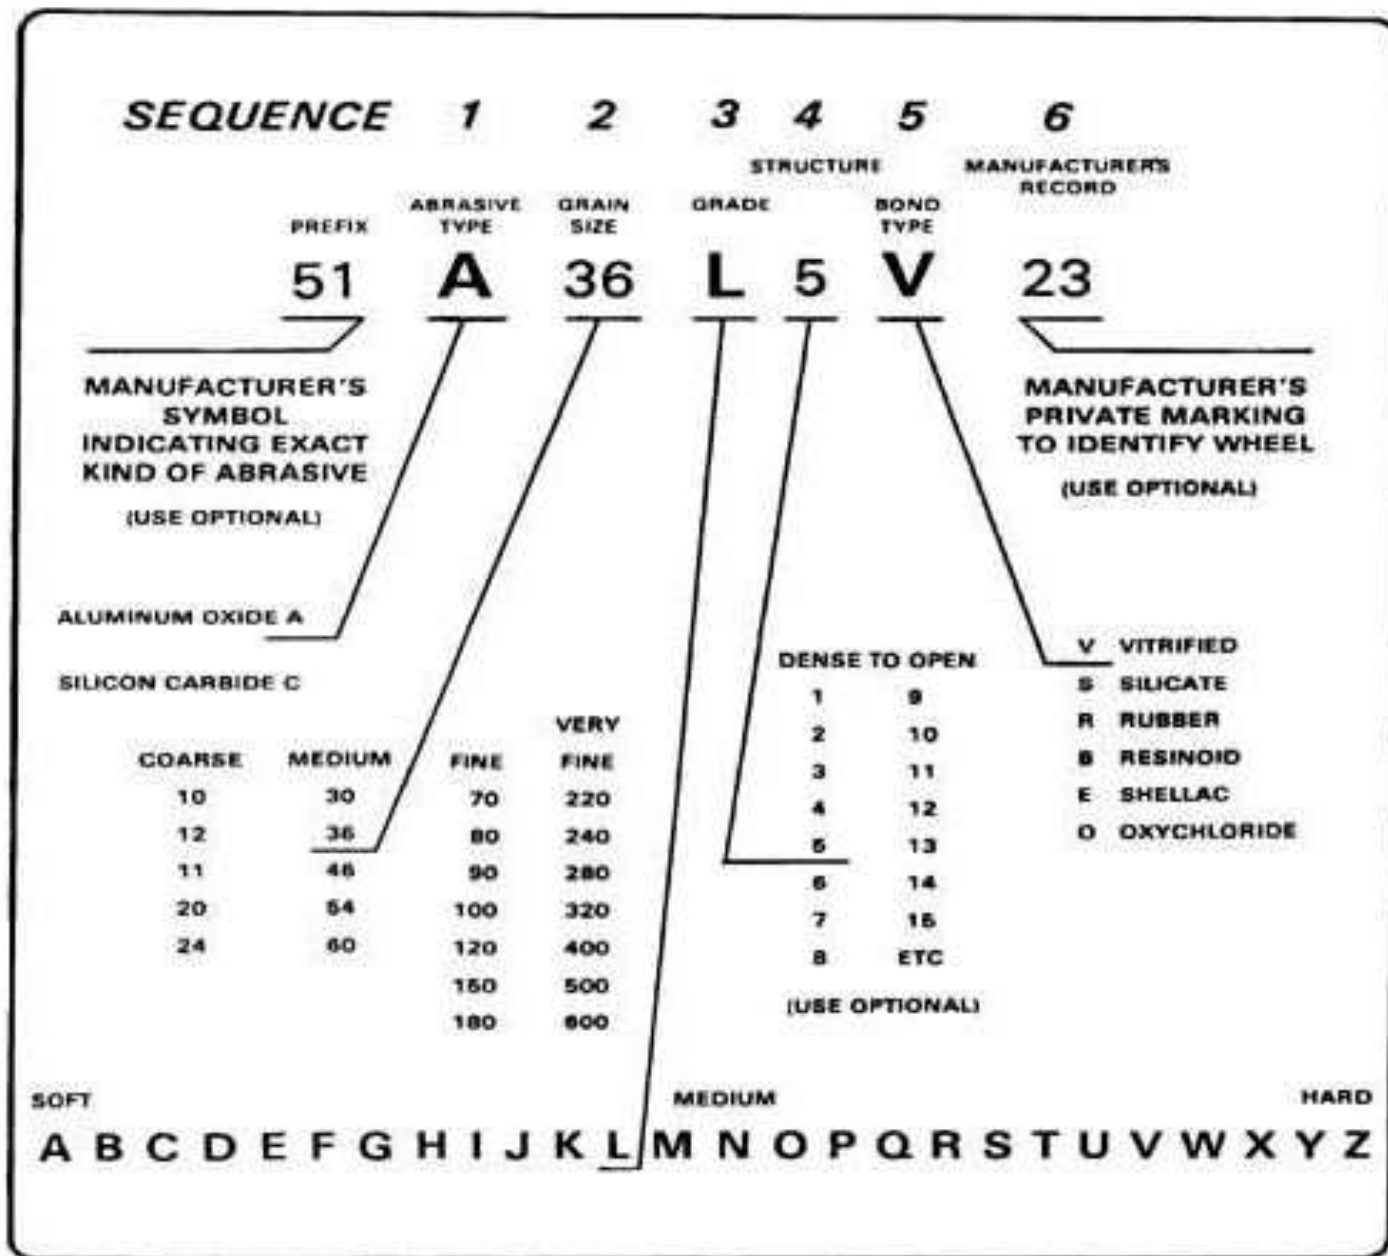 SEQUENCE 1 2 3 4 5 6
STRUCTURE MANUFACTURER'S
RECORD
PREFIX ABRASIVE TYPE GRAIN SIZE GRADE BOND TYPE
51 A 36 L 5 V 23
MANUFACTURER'S
SYMBOL
INDICATING EXACT
KIND OF ABRASIVE
(USE OPTIONAL)
MANUFACTURER'S
PRIVATE MARKING
TO IDENTIFY WHEEL
(USE OPTIONAL)
ALUMINUM OXIDE A
SILICON CARBIDE C
VERY
COARSE MEDIUM FINE FINE
10 30 70 220
12 36 80 240
11 46 90 280
20 54 100 320
24 60 120 400
150 500
180 600
DENSE TO OPEN
1 9
2 10
3 11
4 12
5 13
6 14
7 15
8 ETC
(USE OPTIONAL)
V VITRIFIED
S SILICATE
R RUBBER
B RESINOID
E SHELLAC
O OXYCHLORIDE
SOFT MEDIUM HARD
A B C D E F G H I J K L M N O P Q R S T U V W X Y Z